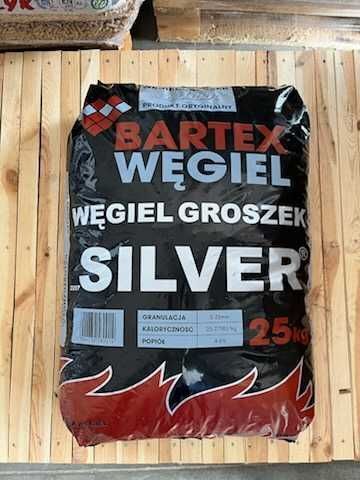 PRODUKT ORYGINALNY
BARTEX
WĘGIEL
WĘGIEL GROSZEK
SILVER®
GRANULACJA
KALORYCZNOŚĆ
POPIÓŁ
25kg